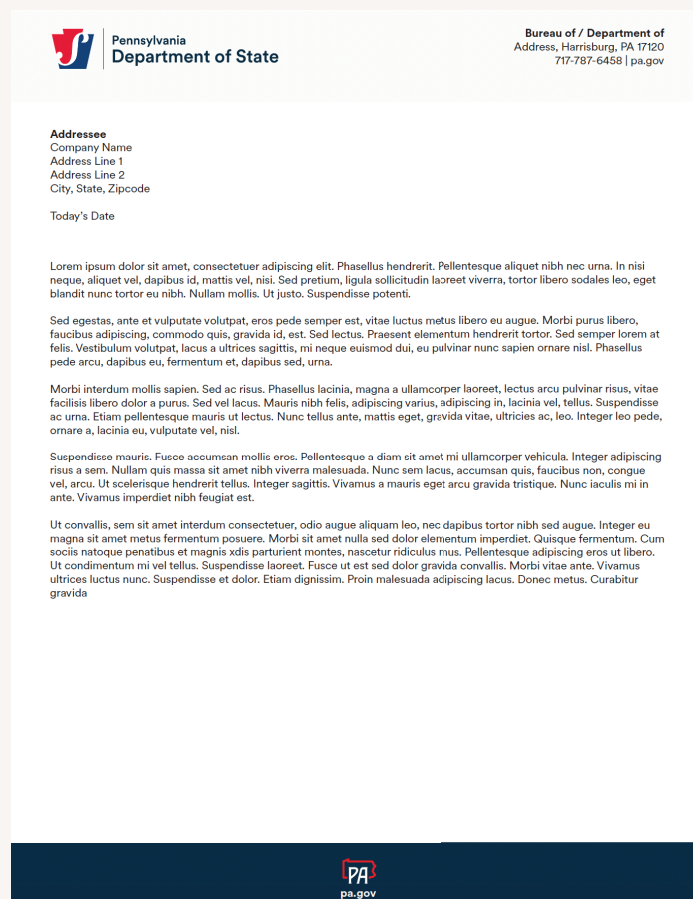 Pennsylvania
Department of State
Bureau of / Department of
Address, Harrisburg, PA 17120
717-787-6458 | pa.gov
Addressee
Company Name
Address Line 1
Address Line 2
City, State, Zipcode
Today's Date
Lorem ipsum dolor sit amet, consectetuer adipiscing elit. Phasellus hendrerit. Pellentesque aliquet nibh nec urna. In nisi
neque, aliquet vel, dapibus id, mattis vel, nisi. Sed pretium, ligula sollicitudin laoreet viverra, tortor libero sodales leo, eget
blandit nunc tortor eu nibh. Nullam mollis. Ut justo. Suspendisse potenti.
Sed egestas, ante et vulputate volutpat, eros pede semper est, vitae luctus metus libero eu augue. Morbi purus libero,
faucibus adipiscing, commodo quis, gravida id, est. Sed lectus. Praesent elementum hendrerit tortor. Sed semper lorem at
felis. Vestibulum volutpat, lacus a ultrices sagittis, mi neque euismod dui, eu pulvinar nunc sapien ornare nisl. Phasellus
pede arcu, dapibus eu, fermentum et, dapibus sed, urna.
Morbi interdum mollis sapien. Sed ac risus. Phasellus lacinia, magna a ullamcorper laoreet, lectus arcu pulvinar risus, vitae
facilisis libero dolor a purus. Sed vel lacus. Mauris nibh felis, adipiscing varius, adipiscing in, lacinia vel, tellus. Suspendisse
ac urna. Etiam pellentesque mauris ut lectus. Nunc tellus ante, mattis eget, gravida vitae, ultricies ac, leo. Integer leo pede,
ornare a, lacinia eu, vulputate vel, nisl.
Suspendisse mauris. Fusce accumsan mollis eros. Pellentesque a diam sit amet mi ullamcorper vehicula. Integer adipiscing
risus a sem. Nullam quis massa sit amet nibh viverra malesuada. Nunc sem lacus, accumsan quis, faucibus non, congue
vel, arcu. Ut scelerisque hendrerit tellus. Integer sagittis. Vivamus a mauris eget arcu gravida tristique. Nunc iaculis mi in
ante. Vivamus imperdiet nibh feugiat est.
Ut convallis, sem sit amet interdum consectetuer, odio augue aliquam leo, nec dapibus tortor nibh sed augue. Integer eu
magna sit amet metus fermentum posuere. Morbi sit amet nulla sed dolor elementum imperdiet. Quisque fermentum. Cum
sociis natoque penatibus et magnis xdis parturient montes, nascetur ridiculus mus. Pellentesque adipiscing eros ut libero.
Ut condimentum mi vel tellus. Suspendisse laoreet. Fusce ut est sed dolor gravida convallis. Morbi vitae ante. Vivamus
ultrices luctus nunc. Suspendisse et dolor. Etiam dignissim. Proin malesuada adipiscing lacus. Donec metus. Curabitur
gravida
PA
pa.gov